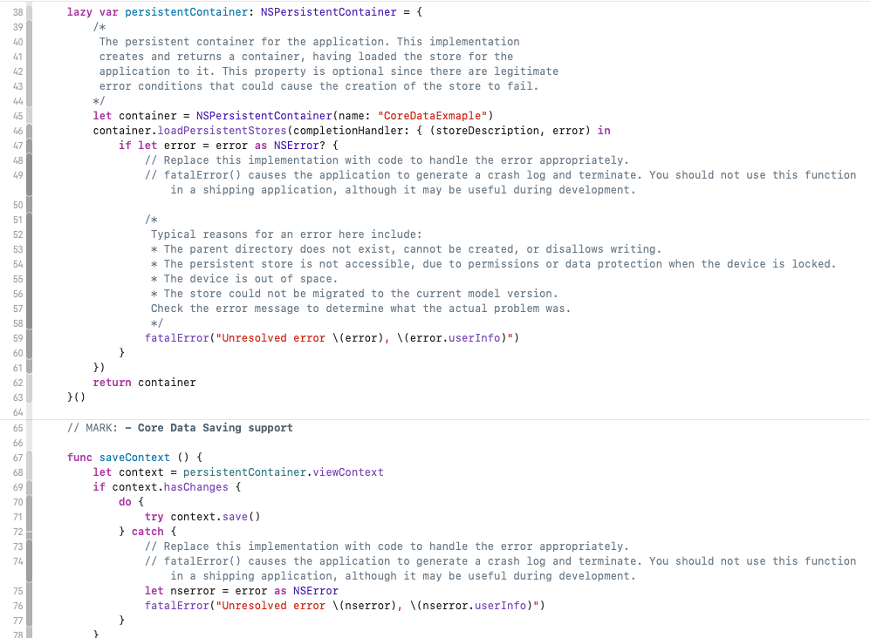 38 lazy var persistentContainer: NSPersistentContainer = {
39 /*
40 The persistent container for the application. This implementation
41 creates and returns a container, having loaded the store for the
42 application to it. This property is optional since there are legitimate
43 error conditions that could cause the creation of the store to fail.
44 */
45 let container = NSPersistentContainer(name: "CoreDataExmaple")
46 container.loadPersistentStores(completionHandler: { (storeDescription, error) in
47 if let error = error as NSError? {
48 // Replace this implementation with code to handle the error appropriately.
49 // fatalError() causes the application to generate a crash log and terminate. You should not use this function
in a shipping application, although it may be useful during development.
50
51 /*
52 Typical reasons for an error here include:
53 * The parent directory does not exist, cannot be created, or disallows writing.
54 * The persistent store is not accessible, due to permissions or data protection when the device is locked.
55 * The device is out of space.
56 * The store could not be migrated to the current model version.
57 Check the error message to determine what the actual problem was.
58 */
59 fatalError("Unresolved error \(error), \(error.userInfo)")
60 }
61 })
62 return container
63 }()
64
65 // MARK: - Core Data Saving support
66
67 func saveContext () {
68 let context = persistentContainer.viewContext
69 if context.hasChanges {
70 do {
71 try context.save()
72 } catch {
73 // Replace this implementation with code to handle the error appropriately.
74 // fatalError() causes the application to generate a crash log and terminate. You should not use this function
in a shipping application, although it may be useful during development.
75 let nserror = error as NSError
76 fatalError("Unresolved error \(nserror), \(nserror.userInfo)")
77 }
78 }